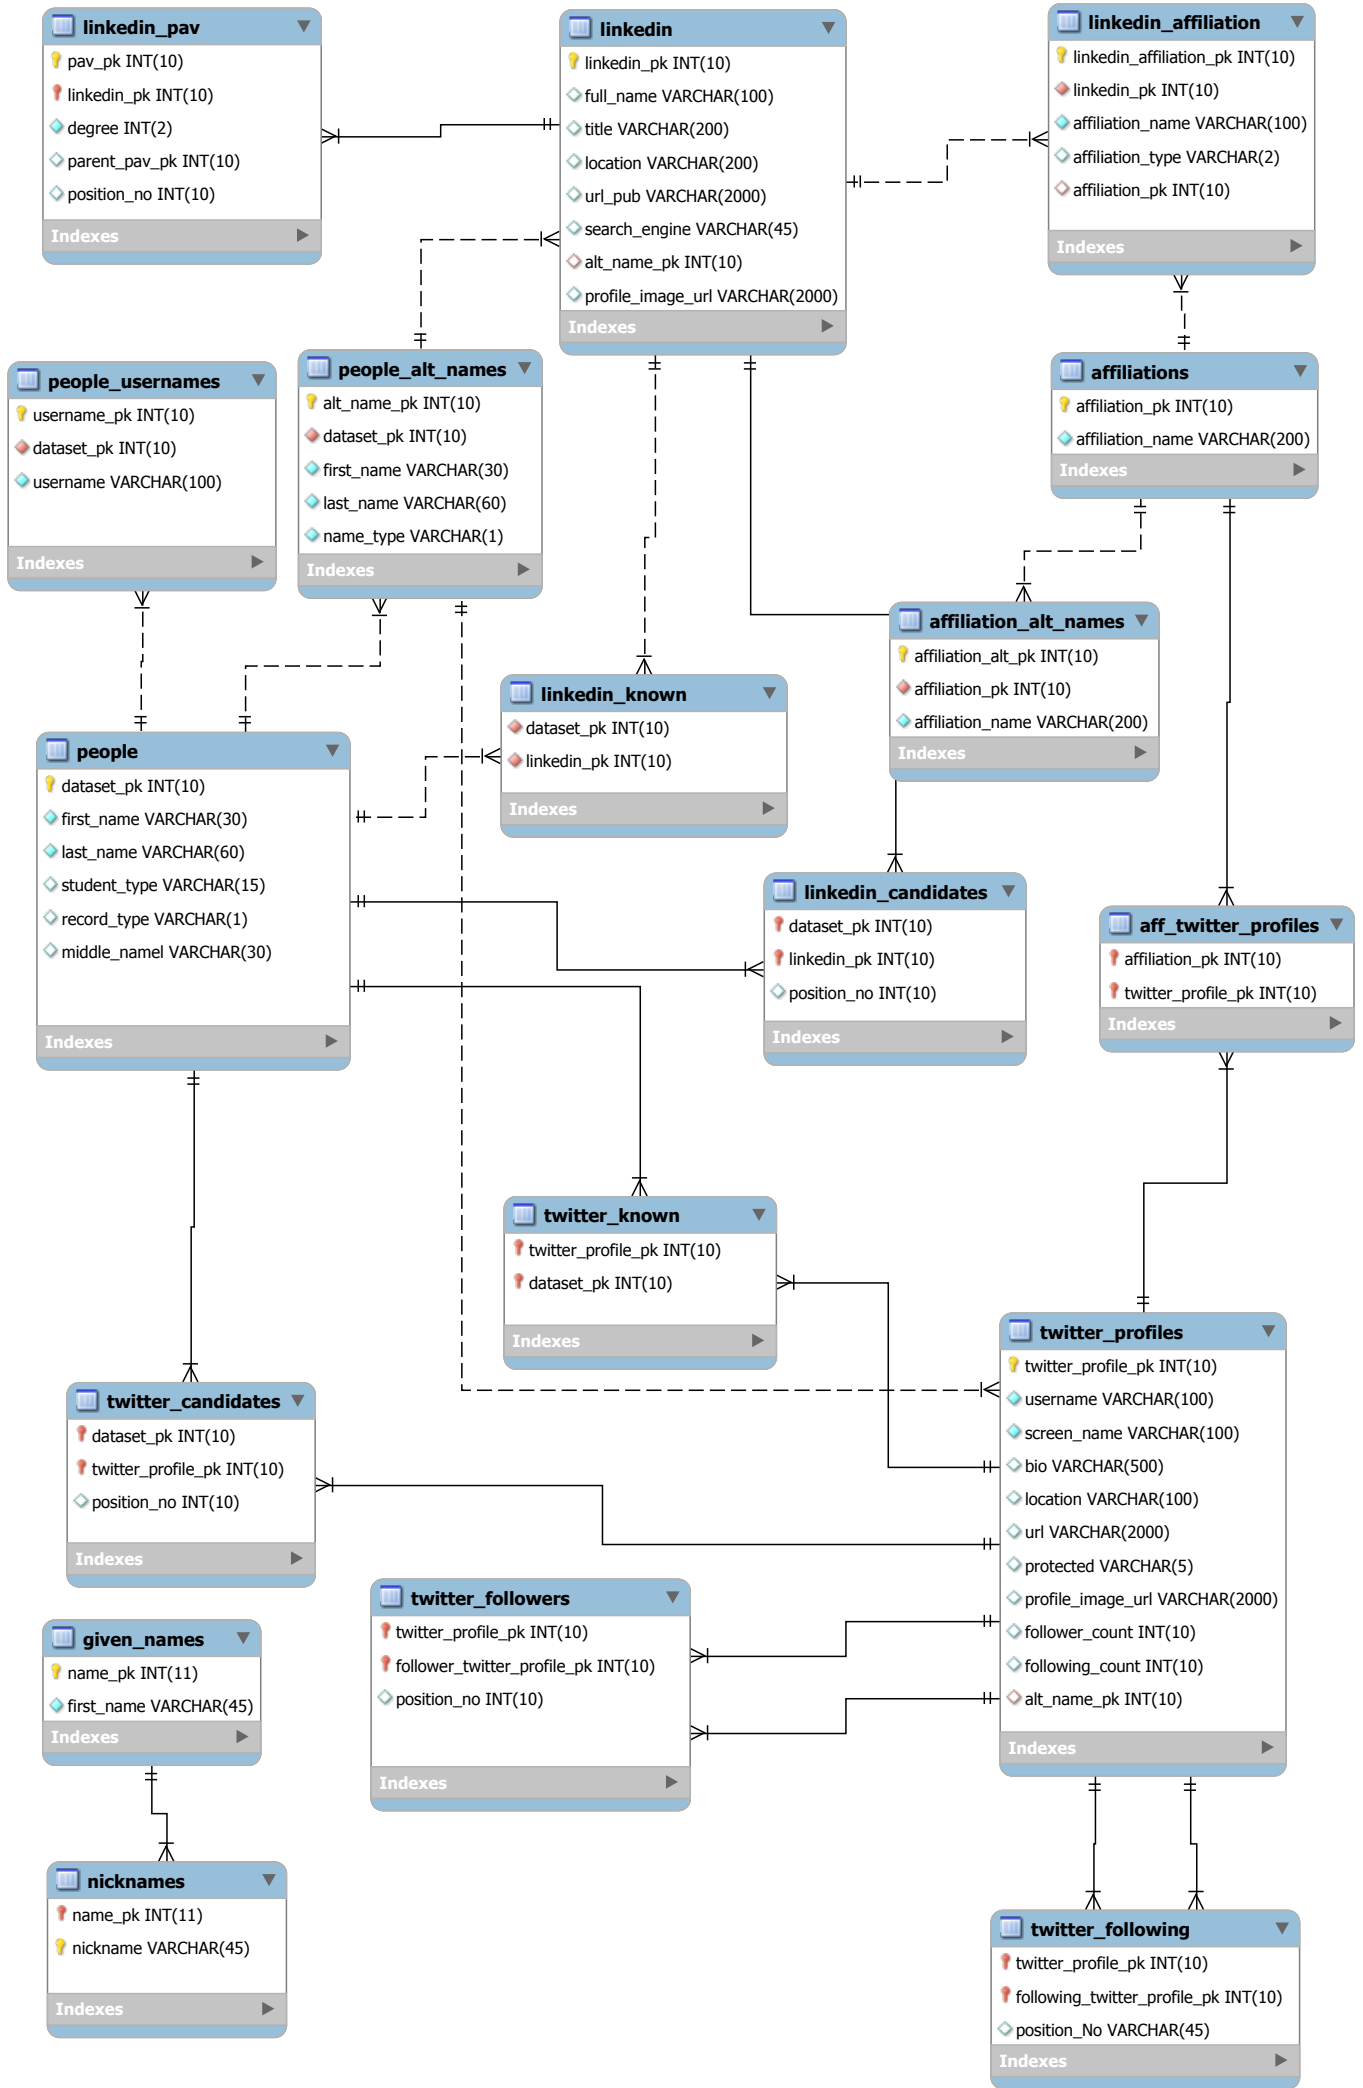 linkedin_pav
pav_pk INT(10)
linkedin_pk INT(10)
degree INT(2)
parent_pav_pk INT(10)
position_no INT(10)
Indexes
linkedin
linkedin_pk INT(10)
full_name VARCHAR(100)
title VARCHAR(200)
location VARCHAR(200)
url_pub VARCHAR(2000)
search_engine VARCHAR(45)
alt_name_pk INT(10)
profile_image_url VARCHAR(2000)
Indexes
linkedin_affiliation
linkedin_affiliation_pk INT(10)
linkedin_pk INT(10)
affiliation_name VARCHAR(100)
affiliation_type VARCHAR(2)
affiliation_pk INT(10)
Indexes
people_usernames
username_pk INT(10)
dataset_pk INT(10)
username VARCHAR(100)
Indexes
people_alt_names
alt_name_pk INT(10)
dataset_pk INT(10)
first_name VARCHAR(30)
last_name VARCHAR(60)
name_type VARCHAR(1)
Indexes
affiliations
affiliation_pk INT(10)
affiliation_name VARCHAR(200)
Indexes
affiliation_alt_names
affiliation_alt_pk INT(10)
affiliation_pk INT(10)
affiliation_name VARCHAR(200)
Indexes
linkedin_known
dataset_pk INT(10)
linkedin_pk INT(10)
Indexes
people
dataset_pk INT(10)
first_name VARCHAR(30)
last_name VARCHAR(60)
student_type VARCHAR(15)
record_type VARCHAR(1)
middle_namel VARCHAR(30)
Indexes
linkedin_candidates
dataset_pk INT(10)
linkedin_pk INT(10)
position_no INT(10)
Indexes
aff_twitter_profiles
affiliation_pk INT(10)
twitter_profile_pk INT(10)
Indexes
twitter_known
twitter_profile_pk INT(10)
dataset_pk INT(10)
Indexes
twitter_profiles
twitter_profile_pk INT(10)
username VARCHAR(100)
screen_name VARCHAR(100)
bio VARCHAR(500)
location VARCHAR(100)
url VARCHAR(2000)
protected VARCHAR(5)
profile_image_url VARCHAR(2000)
follower_count INT(10)
following_count INT(10)
alt_name_pk INT(10)
Indexes
twitter_candidates
dataset_pk INT(10)
twitter_profile_pk INT(10)
position_no INT(10)
Indexes
twitter_followers
twitter_profile_pk INT(10)
follower_twitter_profile_pk INT(10)
position_no INT(10)
Indexes
given_names
name_pk INT(11)
first_name VARCHAR(45)
Indexes
nicknames
name_pk INT(11)
nickname VARCHAR(45)
Indexes
twitter_following
twitter_profile_pk INT(10)
following_twitter_profile_pk INT(10)
position_No VARCHAR(45)
Indexes